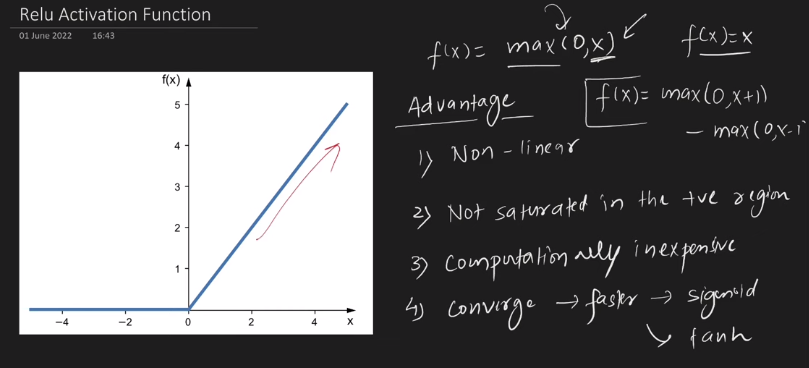 Relu Activation Function
01 June 2022 16:43
f(x)
5
4
3
2
1
−4 −2 0 2 4 x
f(x) = max(0,x) f(x)=x
Advantage
f(x) = max(0,x+1)
- max(0,x-1
1) Non-linear
2) Not saturated in the +ve region
3) Computationally inexpensive
4) Converge → faster → sigmoid
↘ tanh